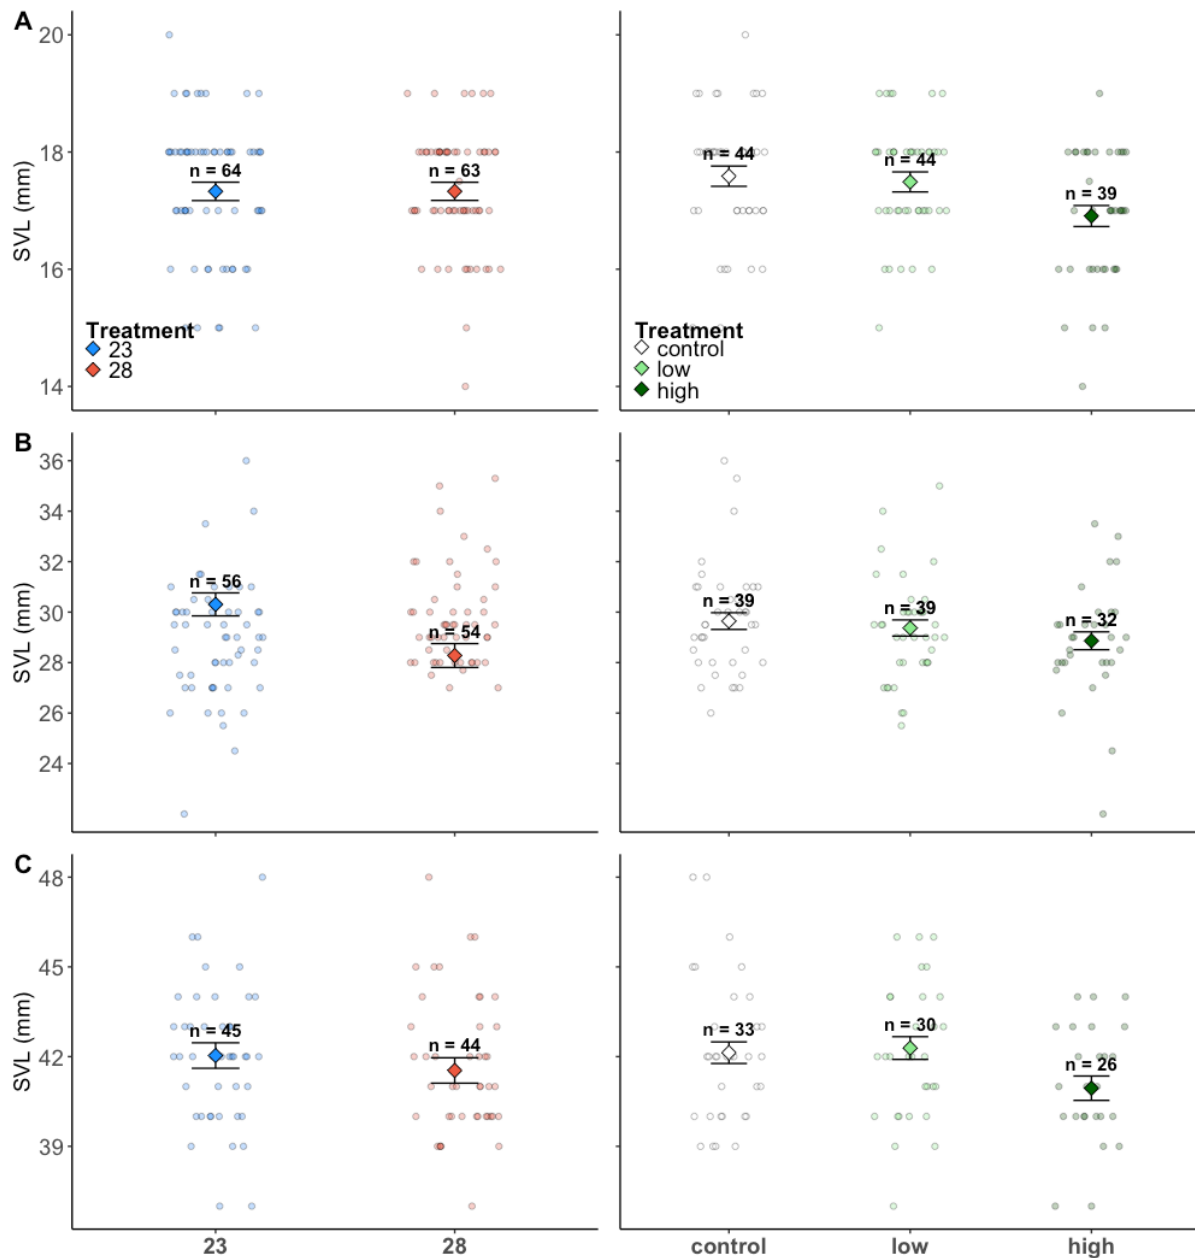 A
SVL (mm)
20
18
16
14
n = 64
n = 63
Treatment
23
28
n = 44
n = 44
n = 39
Treatment
control
low
high
B
SVL (mm)
36
34
32
30
28
26
24
n = 56
n = 54
n = 39
n = 39
n = 32
C
SVL (mm)
48
45
42
39
n = 45
n = 44
n = 33
n = 30
n = 26
23
28
control
low
high